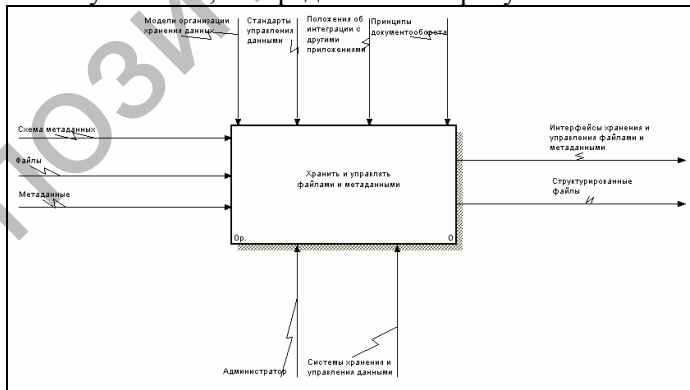 Модели организации
хранения данных
Стандарты
управления
данными
Положения об
интеграции с
другими
приложениями
Принципы
документооборота
Схема метаданных
Файлы
Метаданные
Хранить и управлять
файлами и метаданными
0р.
0
Интерфейсы хранения и
управления файлами и
метаданными
Структурированные
файлы
Администратор
Системы хранения и
управления данными